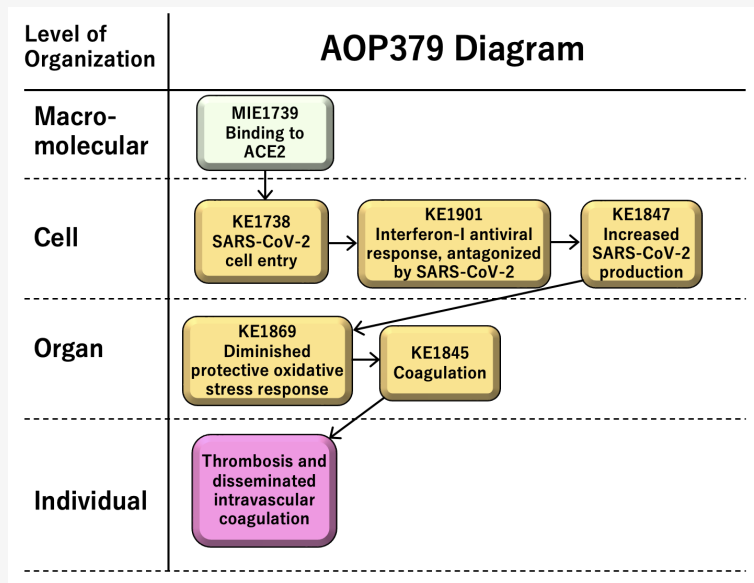 Level of
Organization
AOP379 Diagram
Macro-
molecular
MIE1739
Binding to
ACE2
Cell
KE1738
SARS-CoV-2
cell entry
KE1901
Interferon-I antiviral
response, antagonized
by SARS-CoV-2
KE1847
Increased
SARS-CoV-2
production
Organ
KE1869
Diminished
protective oxidative
stress response
KE1845
Coagulation
Individual
Thrombosis and
disseminated
intravascular
coagulation